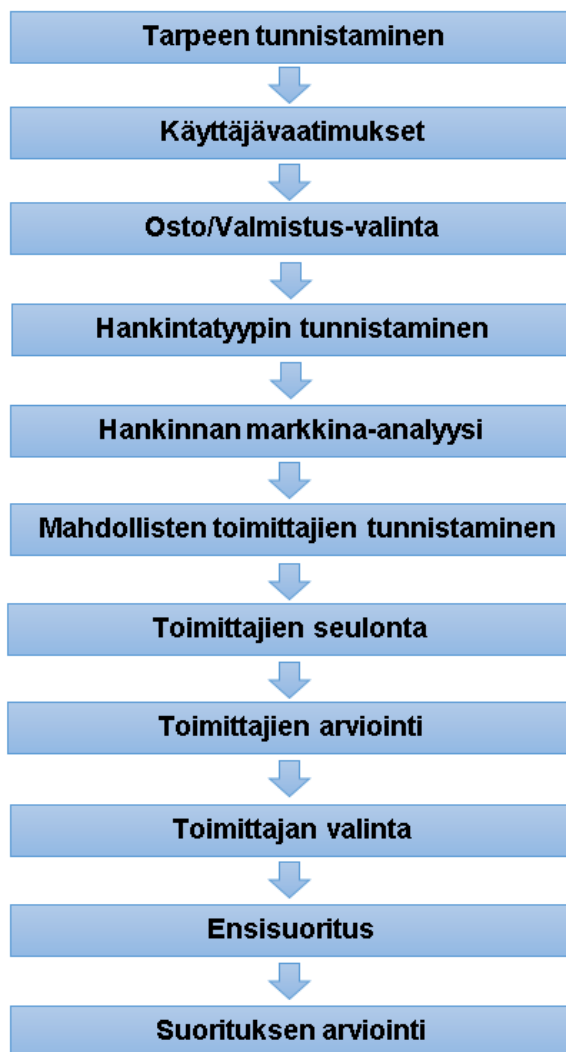 Tarpeen tunnistaminen
Käyttäjävaatimukset
Osto/Valmistus-valinta
Hankintatyypin tunnistaminen
Hankinnan markkina-analyysi
Mahdollisten toimittajien tunnistaminen
Toimittajien seulonta
Toimittajien arviointi
Toimittajan valinta
Ensisuoritus
Suorituksen arviointi